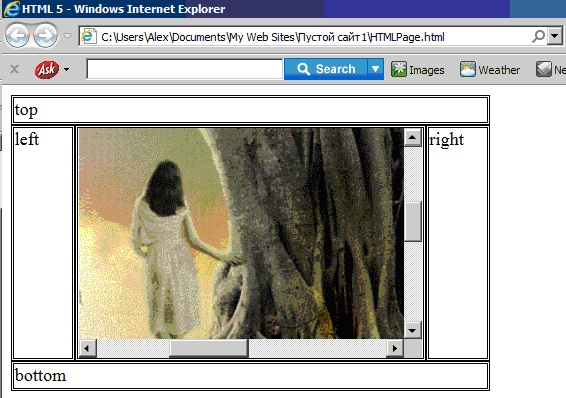 HTML 5 - Windows Internet Explorer
C:\Users\Alex\Documents\My Web Sites\Пустой сайт 1\HTMLPage.html
x Ask Search Images Weather
top
left right
bottom